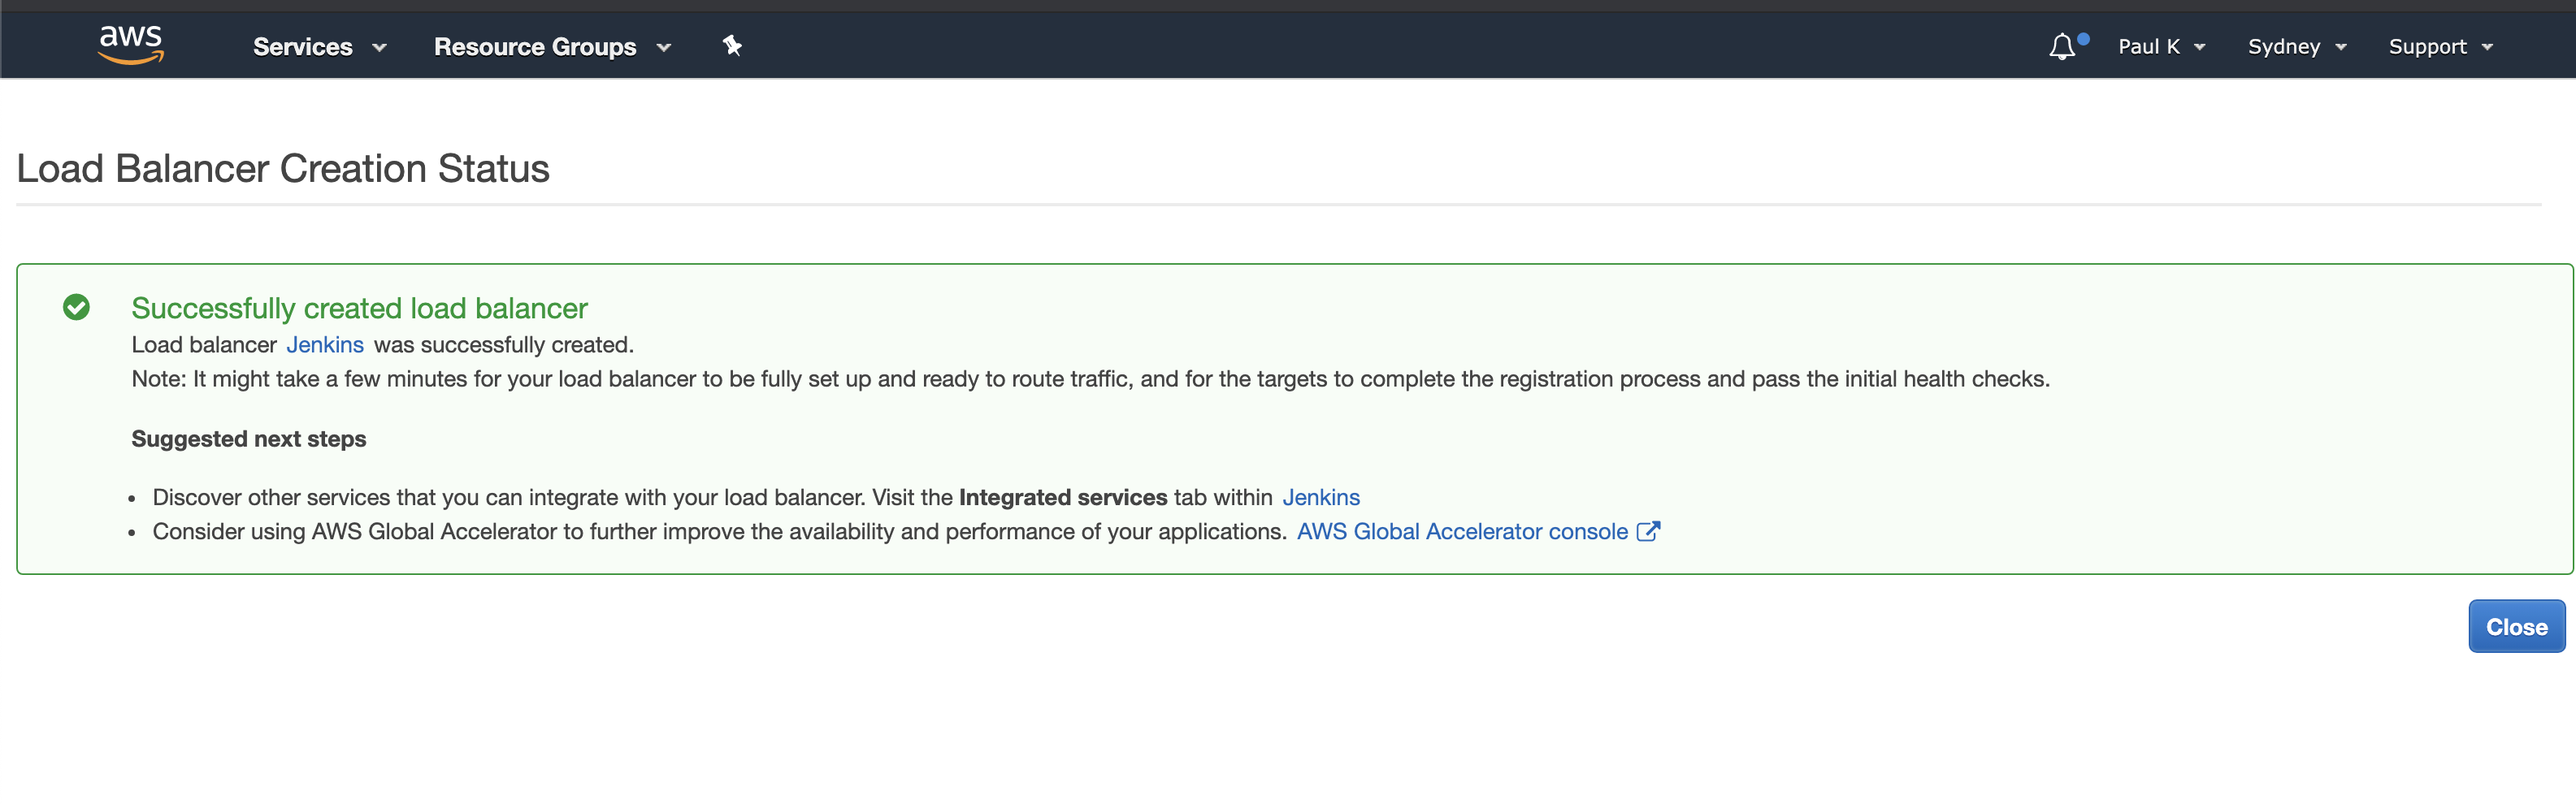 aws Services Resource Groups Paul K Sydney Support
Load Balancer Creation Status
Successfully created load balancer
Load balancer Jenkins was successfully created.
Note: It might take a few minutes for your load balancer to be fully set up and ready to route traffic, and for the targets to complete the registration process and pass the initial health checks.
Suggested next steps
• Discover other services that you can integrate with your load balancer. Visit the Integrated services tab within Jenkins
• Consider using AWS Global Accelerator to further improve the availability and performance of your applications. AWS Global Accelerator console
Close